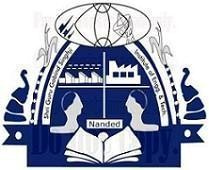 Shri Guru Gobind Singhji
Institute of Engg. & Tech.
Nanded